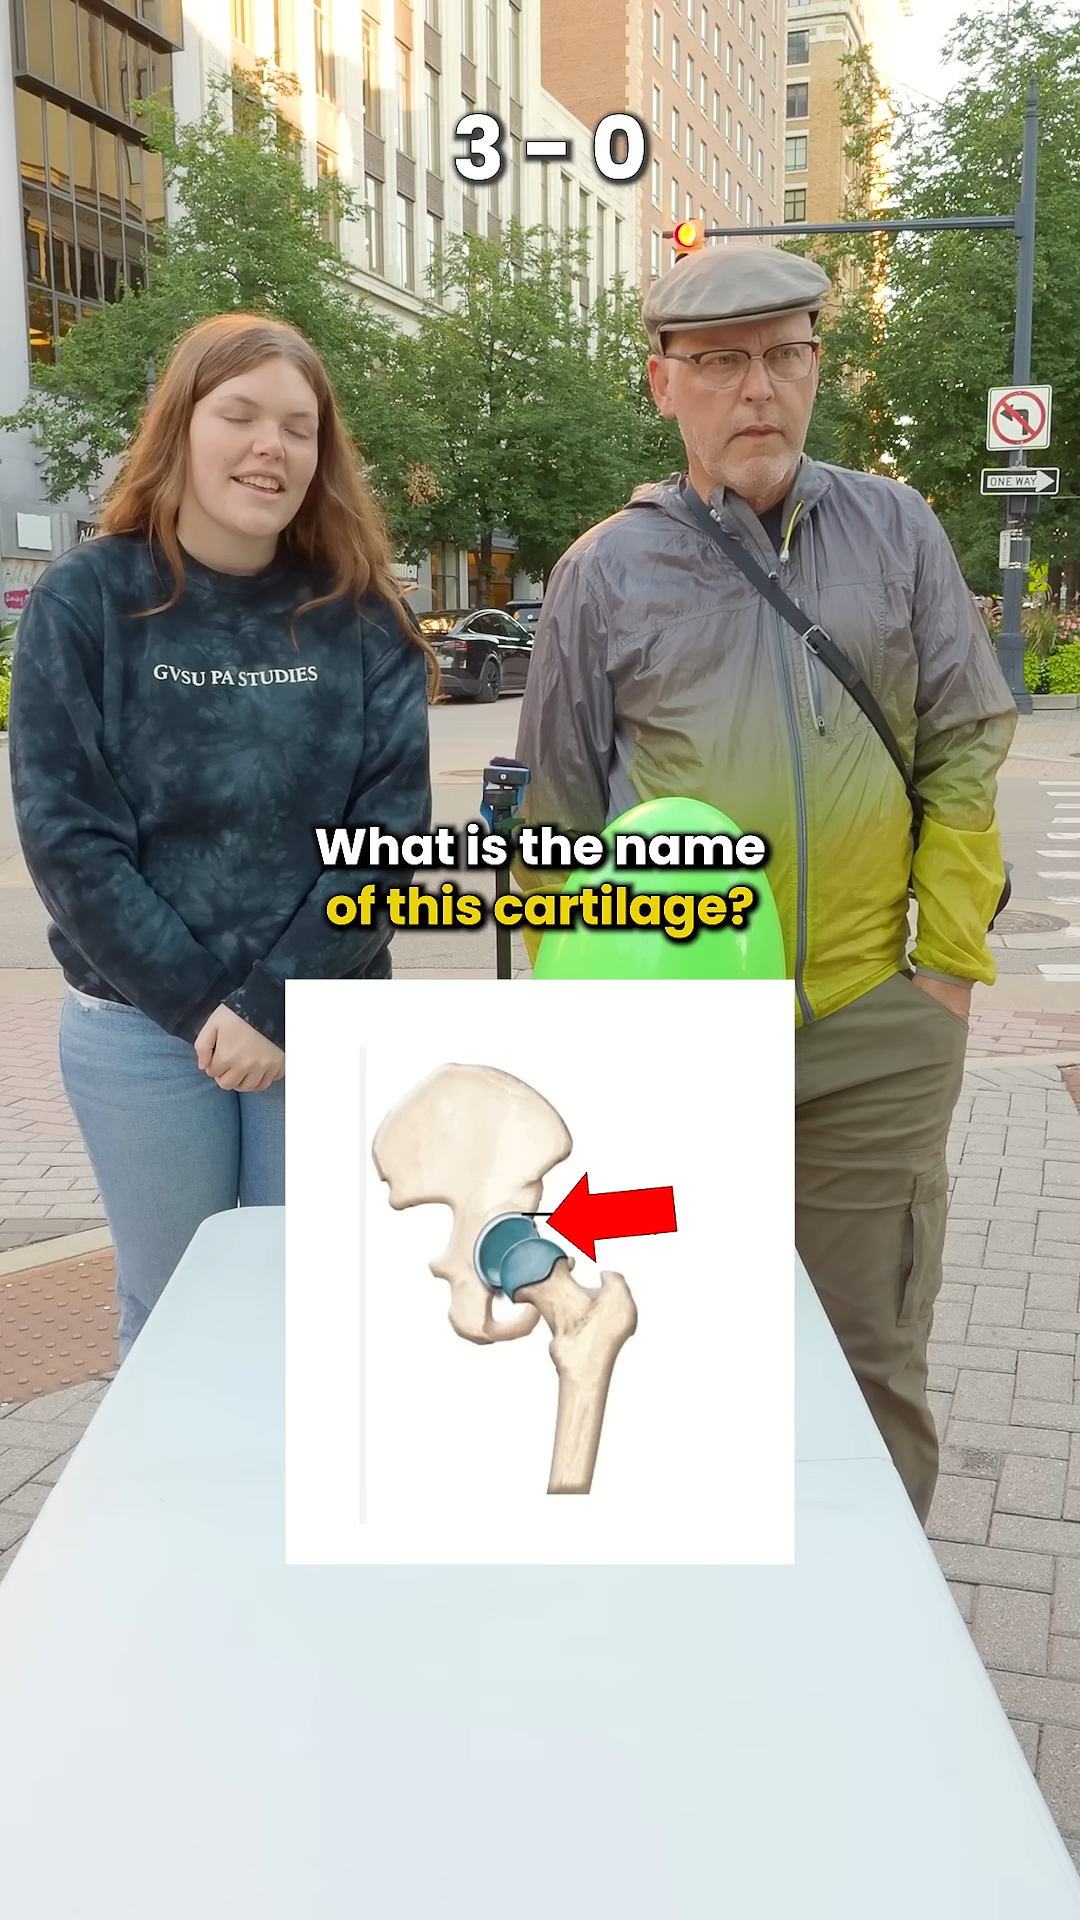 3 - 0
ONE WAY
GVSU PA STUDIES
What is the name
of this cartilage?